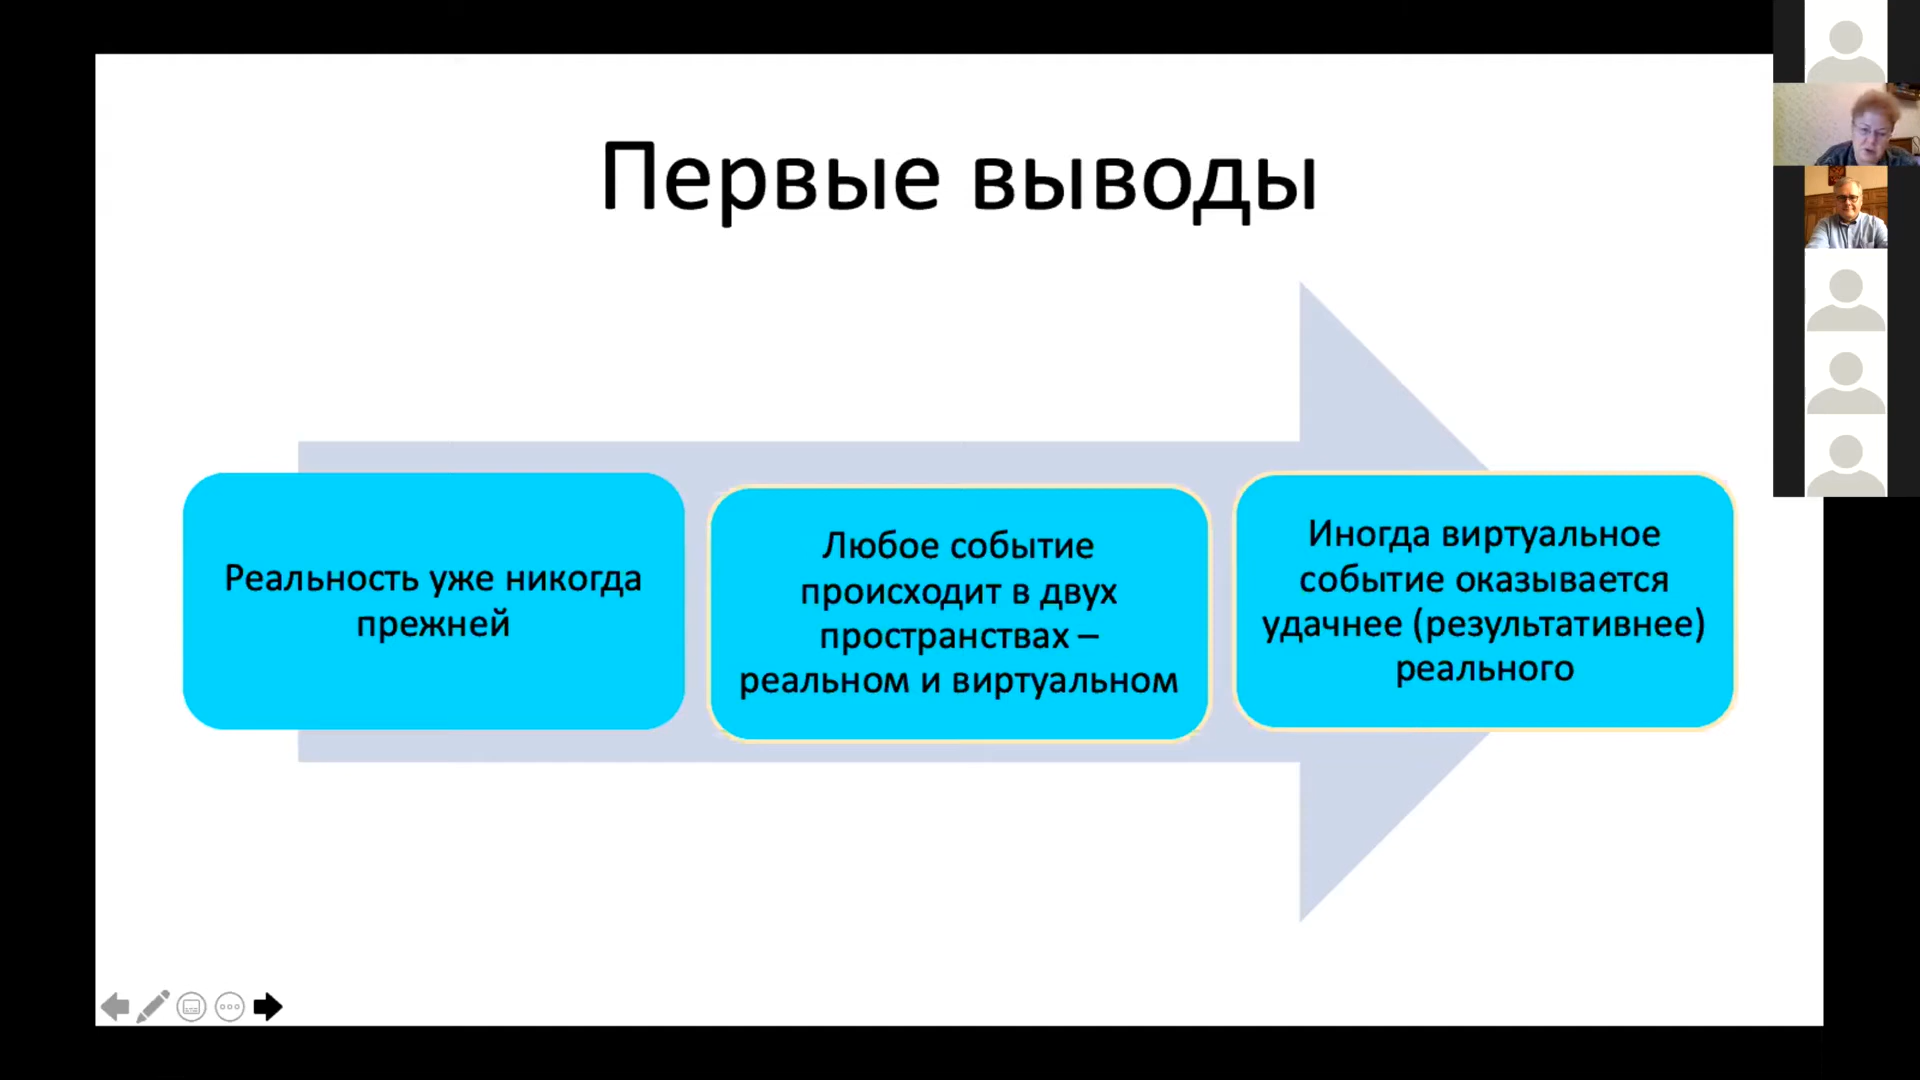 Первые выводы
Реальность уже никогда
прежней
Любое событие
происходит в двух
пространствах –
реальном и виртуальном
Иногда виртуальное
событие оказывается
удачнее (результативнее)
реального